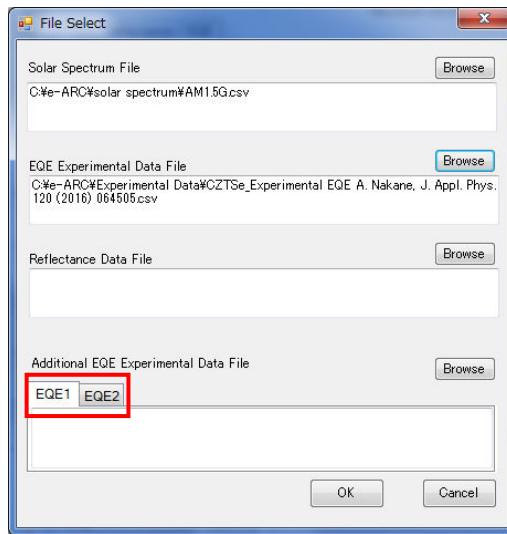 File Select
Solar Spectrum File
Browse
C:¥e-ARC¥solar spectrum¥AM1.5G.csv
EQE Experimental Data File
Browse
C:¥e-ARC¥Experimental Data¥CZTSe_Experimental EQE A. Nakane, J. Appl. Phys.
120 (2016) 064505.csv
Reflectance Data File
Browse
Additional EQE Experimental Data File
Browse
EQE1 EQE2
OK Cancel